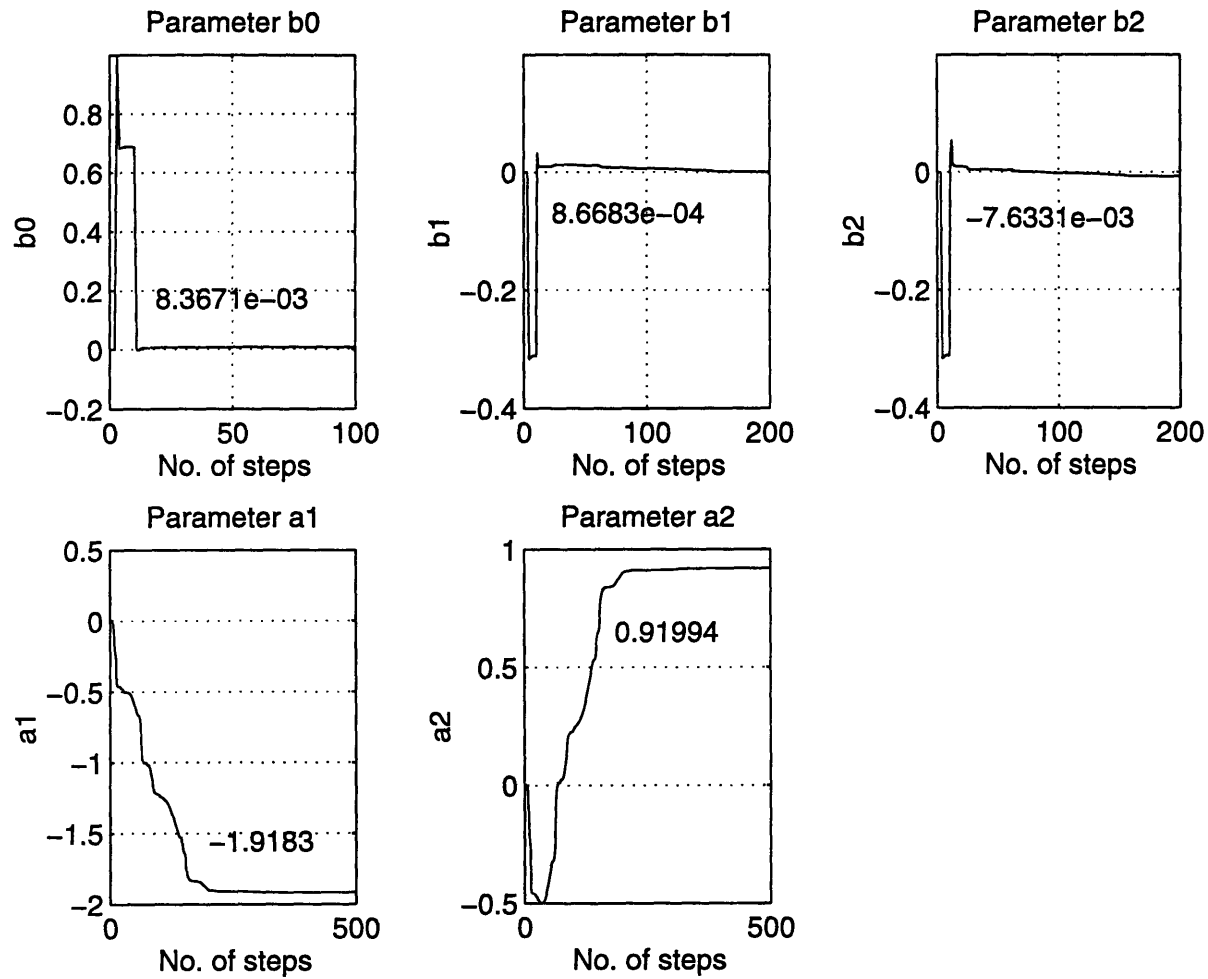 Parameter b0
0.8
0.6
0.4
0.2
0
−0.2
b0
8.3671e−03
0
50
100
No. of steps
Parameter b1
0
−0.2
−0.4
b1
8.6683e−04
0
100
200
No. of steps
Parameter b2
0
−0.2
−0.4
b2
−7.6331e−03
0
100
200
No. of steps
Parameter a1
0.5
0
−0.5
−1
−1.5
−2
a1
−1.9183
0
500
No. of steps
Parameter a2
1
0.5
0
−0.5
a2
0.91994
0
500
No. of steps